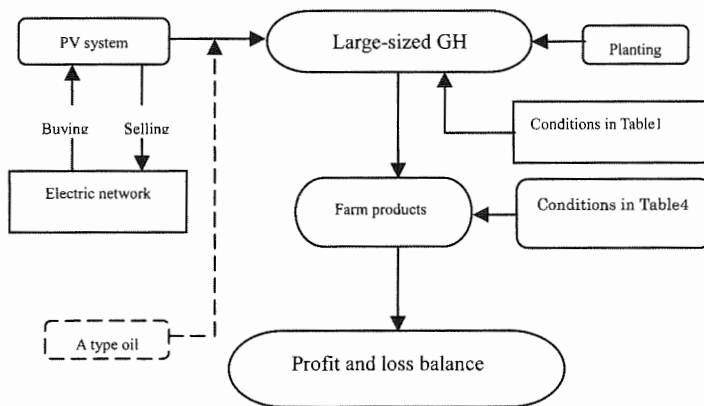 PV system
Large-sized GH
Planting
Buying
Selling
Conditions in Table1
Electric network
Farm products
Conditions in Table4
A type oil
Profit and loss balance